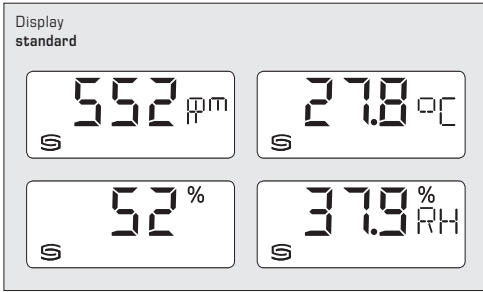 Display
standard
552 ppm
27.8 °C
52 %
37.9 % RH